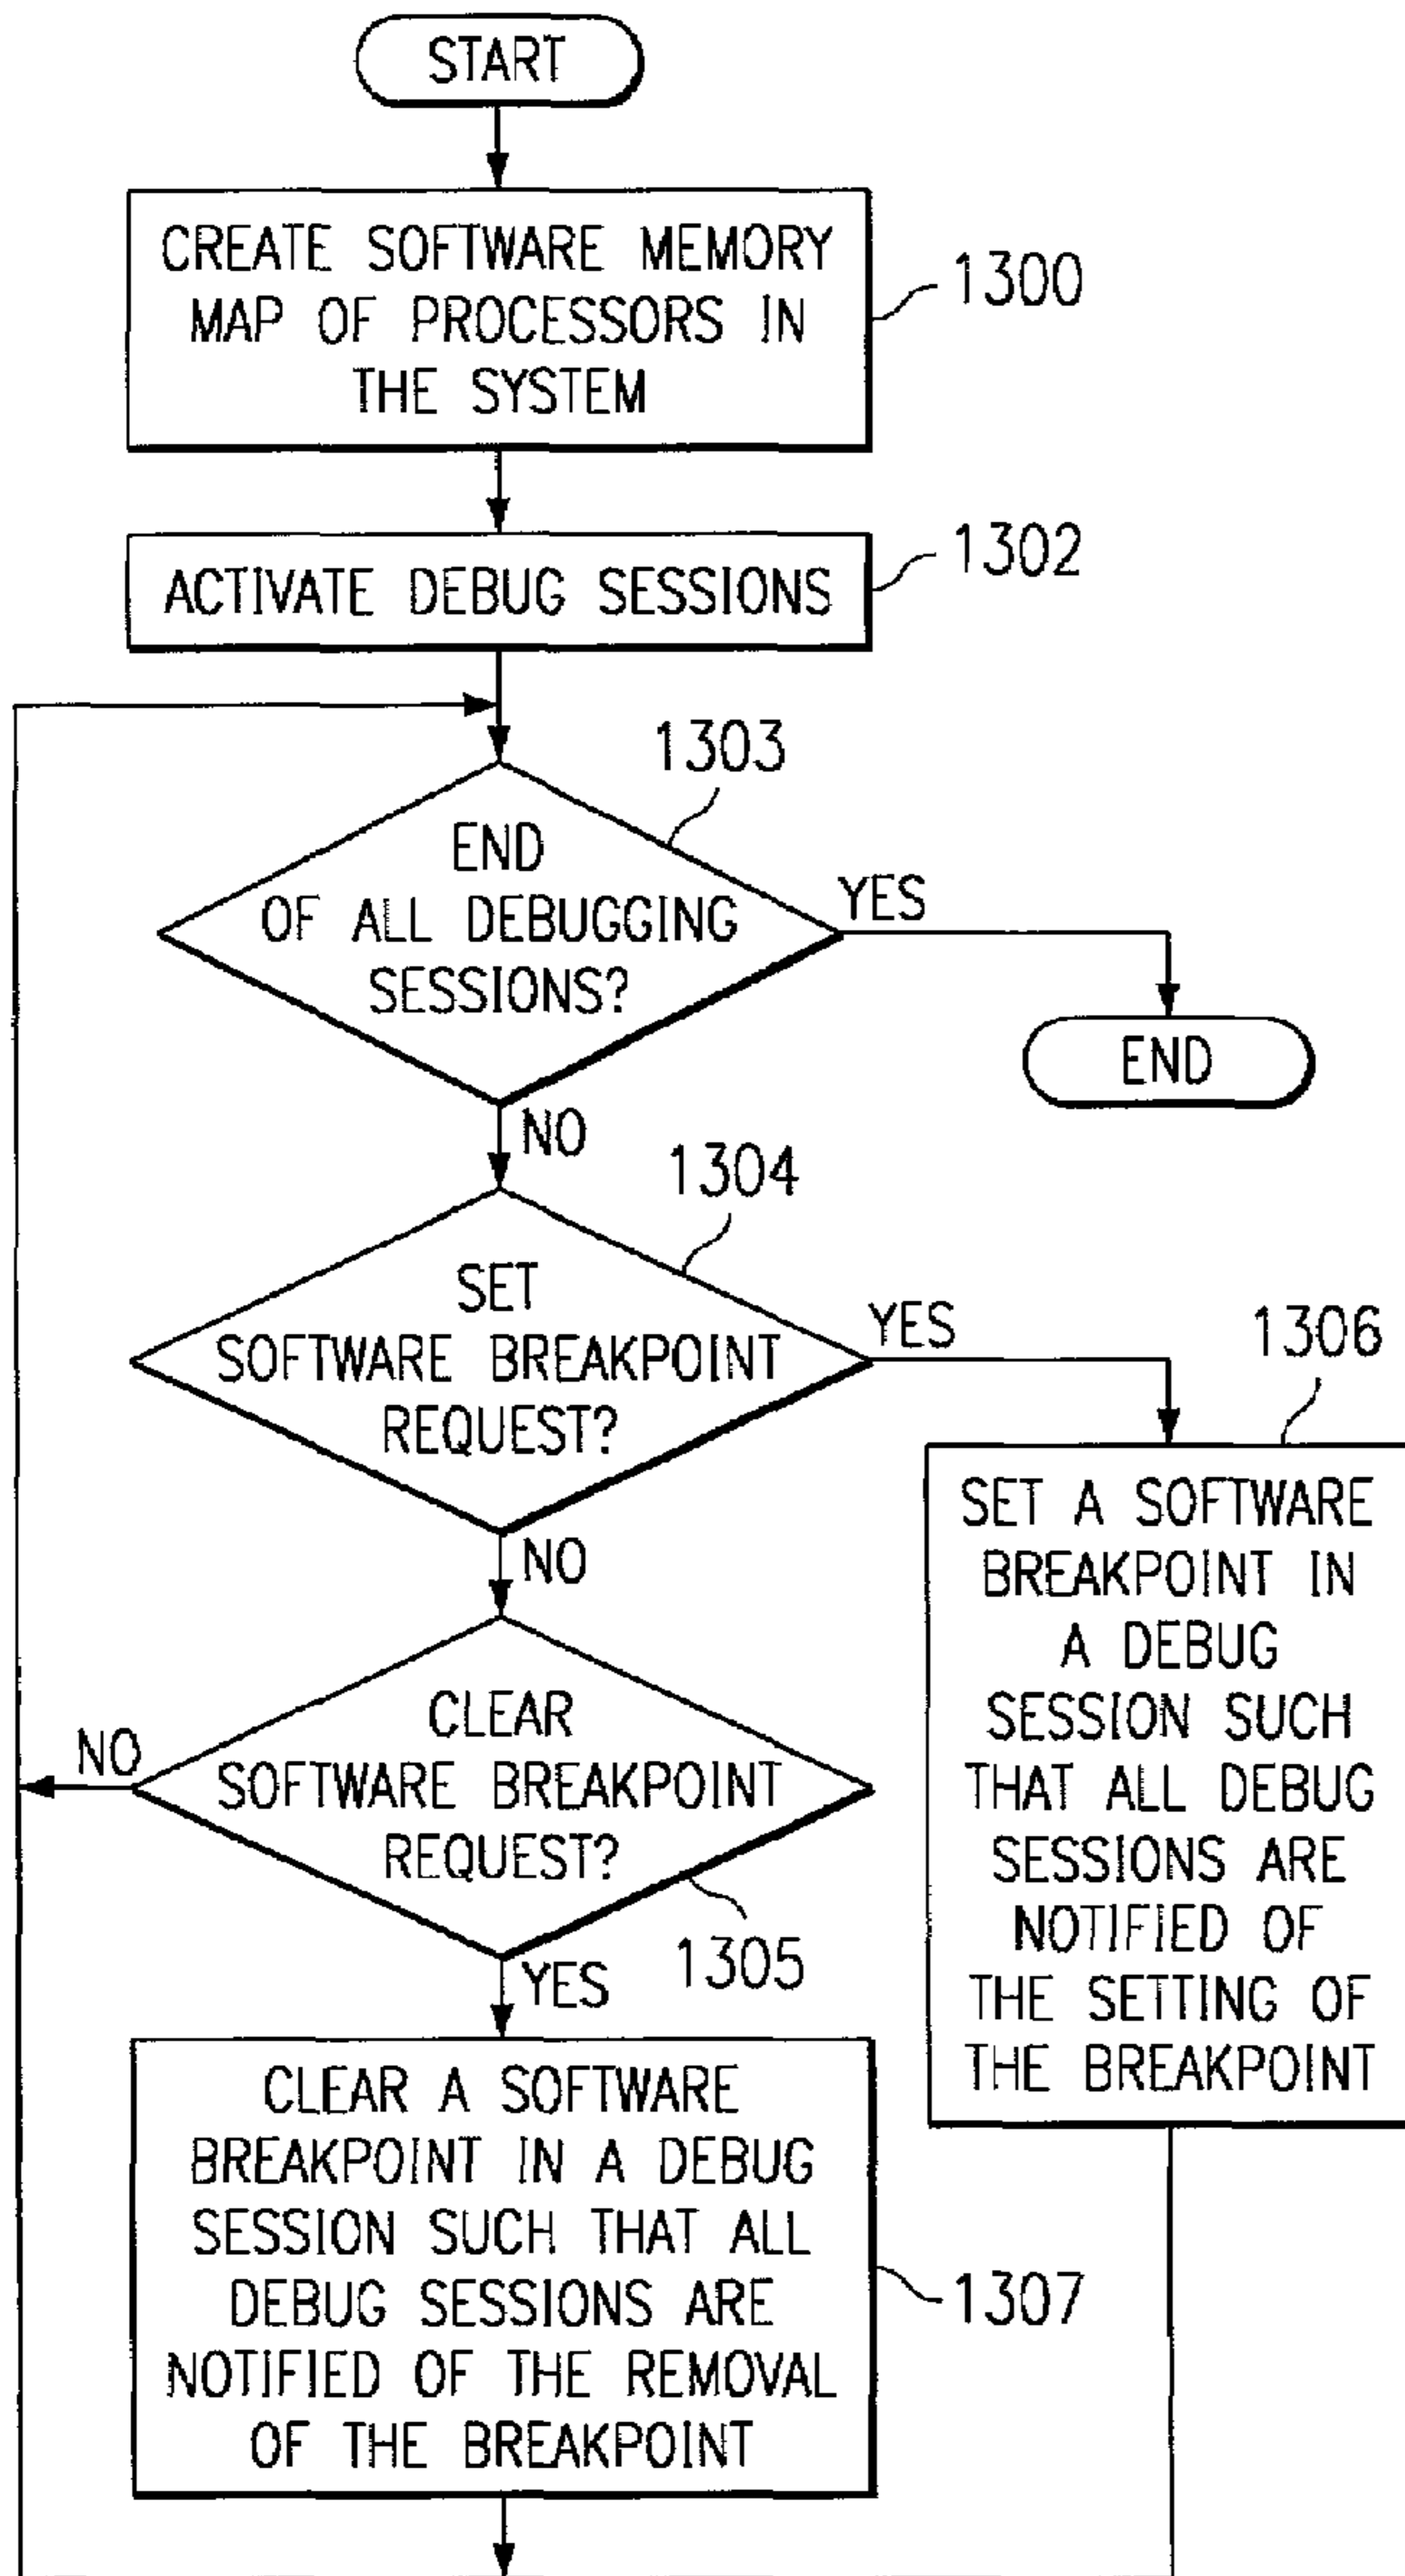 START
CREATE SOFTWARE MEMORY
MAP OF PROCESSORS IN
THE SYSTEM
1300
ACTIVATE DEBUG SESSIONS
1302
1303
END
OF ALL DEBUGGING
SESSIONS?
YES
END
NO
1304
SET
SOFTWARE BREAKPOINT
REQUEST?
YES
1306
SET A SOFTWARE
BREAKPOINT IN
A DEBUG
SESSION SUCH
THAT ALL DEBUG
SESSIONS ARE
NOTIFIED OF
THE SETTING OF
THE BREAKPOINT
NO
CLEAR
SOFTWARE BREAKPOINT
REQUEST?
NO
1305
YES
CLEAR A SOFTWARE
BREAKPOINT IN A DEBUG
SESSION SUCH THAT ALL
DEBUG SESSIONS ARE
NOTIFIED OF THE REMOVAL
OF THE BREAKPOINT
1307